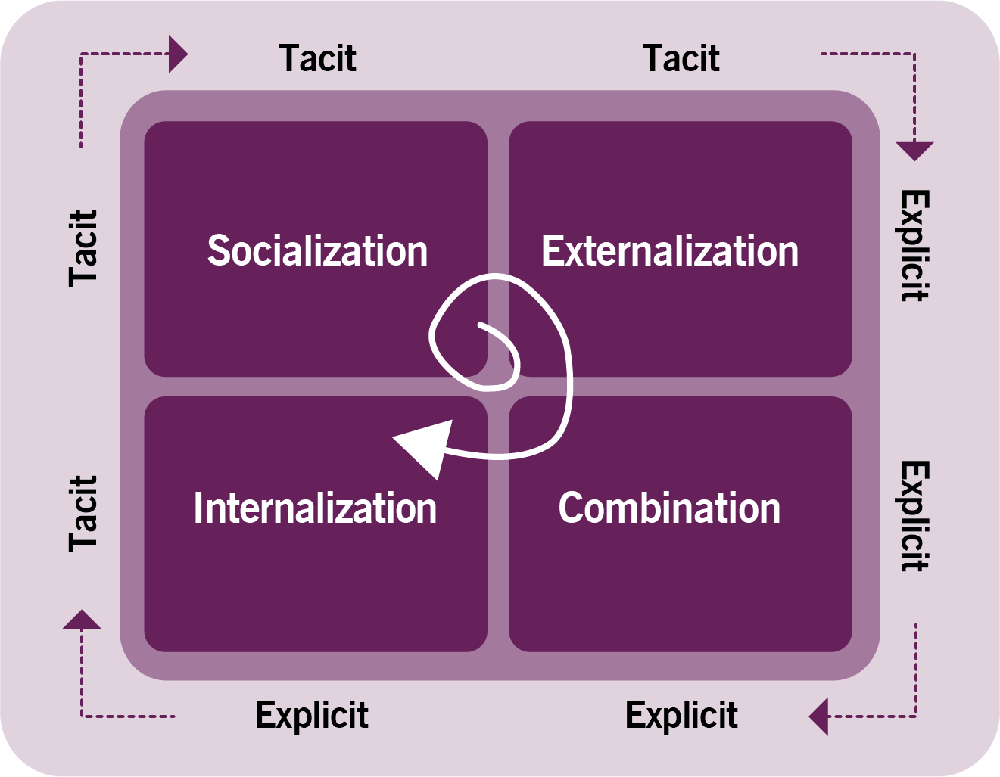 Tacit
Tacit
Tacit
Explicit
Socialization
Externalization
Internalization
Combination
Tacit
Explicit
Explicit
Explicit